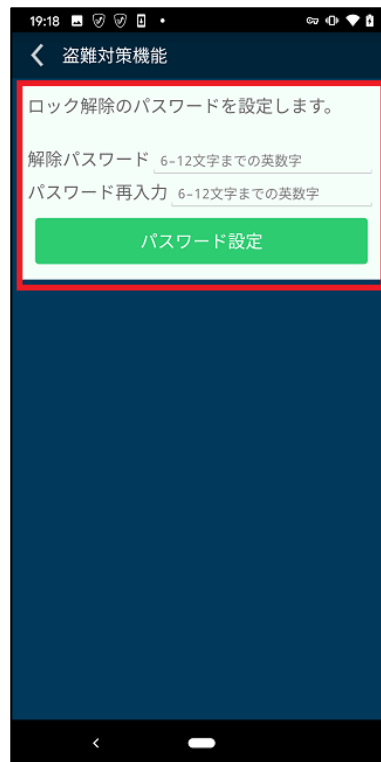 19:18
盗難対策機能
ロック解除のパスワードを設定します。
解除パスワード 6-12文字までの英数字
パスワード再入力 6-12文字までの英数字
パスワード設定